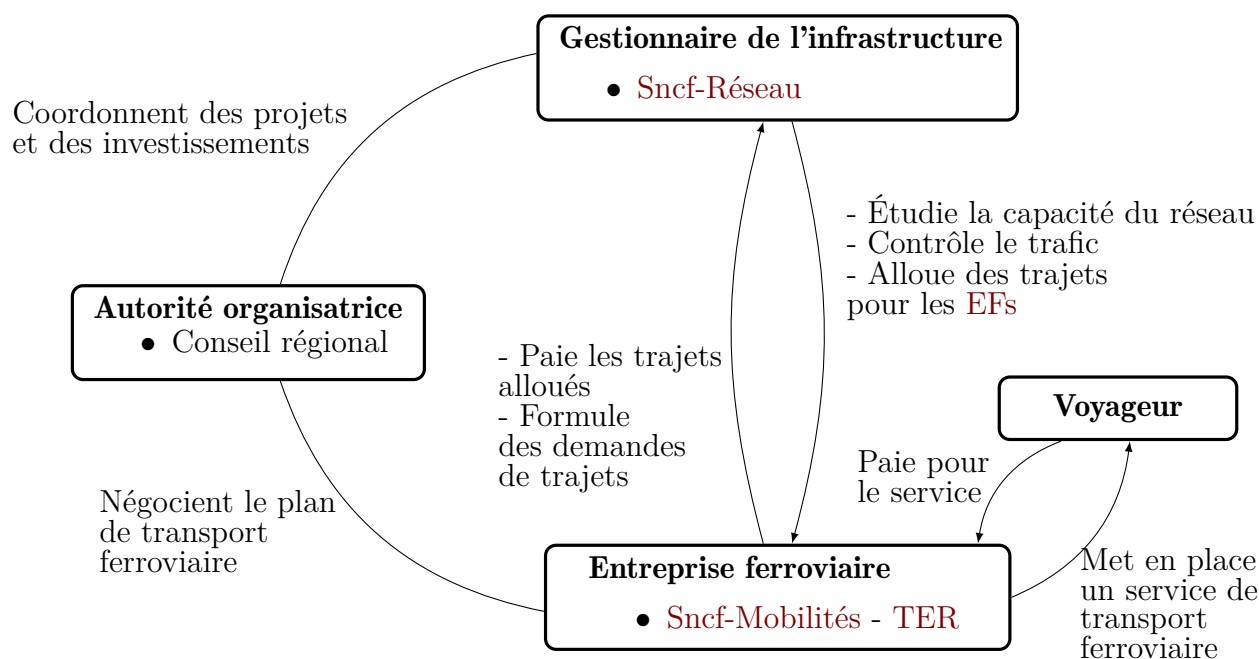 Gestionnaire de l'infrastructure
• Sncf-Réseau
Coordonnent des projets
et des investissements
- Étudie la capacité du réseau
- Contrôle le trafic
- Alloue des trajets
pour les EFs
Autorité organisatrice
• Conseil régional
- Paie les trajets
alloués
- Formule
des demandes
de trajets
Voyageur
Paie pour
le service
Négocient le plan
de transport
ferroviaire
Entreprise ferroviaire
• Sncf-Mobilités - TER
Met en place
un service de
transport
ferroviaire